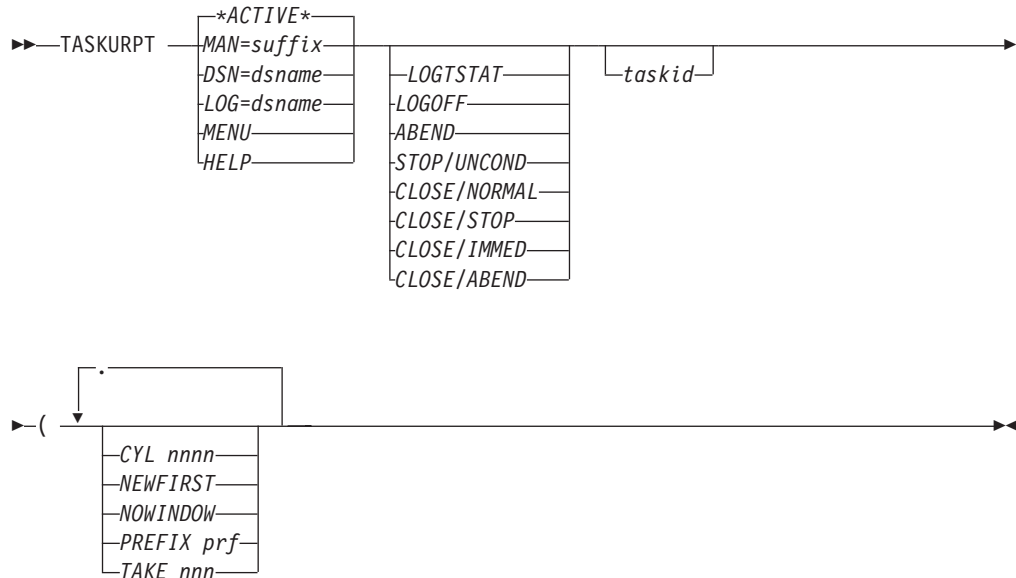 *ACTIVE*
TASKURPT MAN=suffix
DSN=dsname
LOG=dsname
MENU
HELP
LOGTSTAT
LOGOFF
ABEND
STOP/UNCOND
CLOSE/NORMAL
CLOSE/STOP
CLOSE/IMMED
CLOSE/ABEND
taskid
.
(
CYL nnnn
NEWFIRST
NOWINDOW
PREFIX prf
TAKE nnn